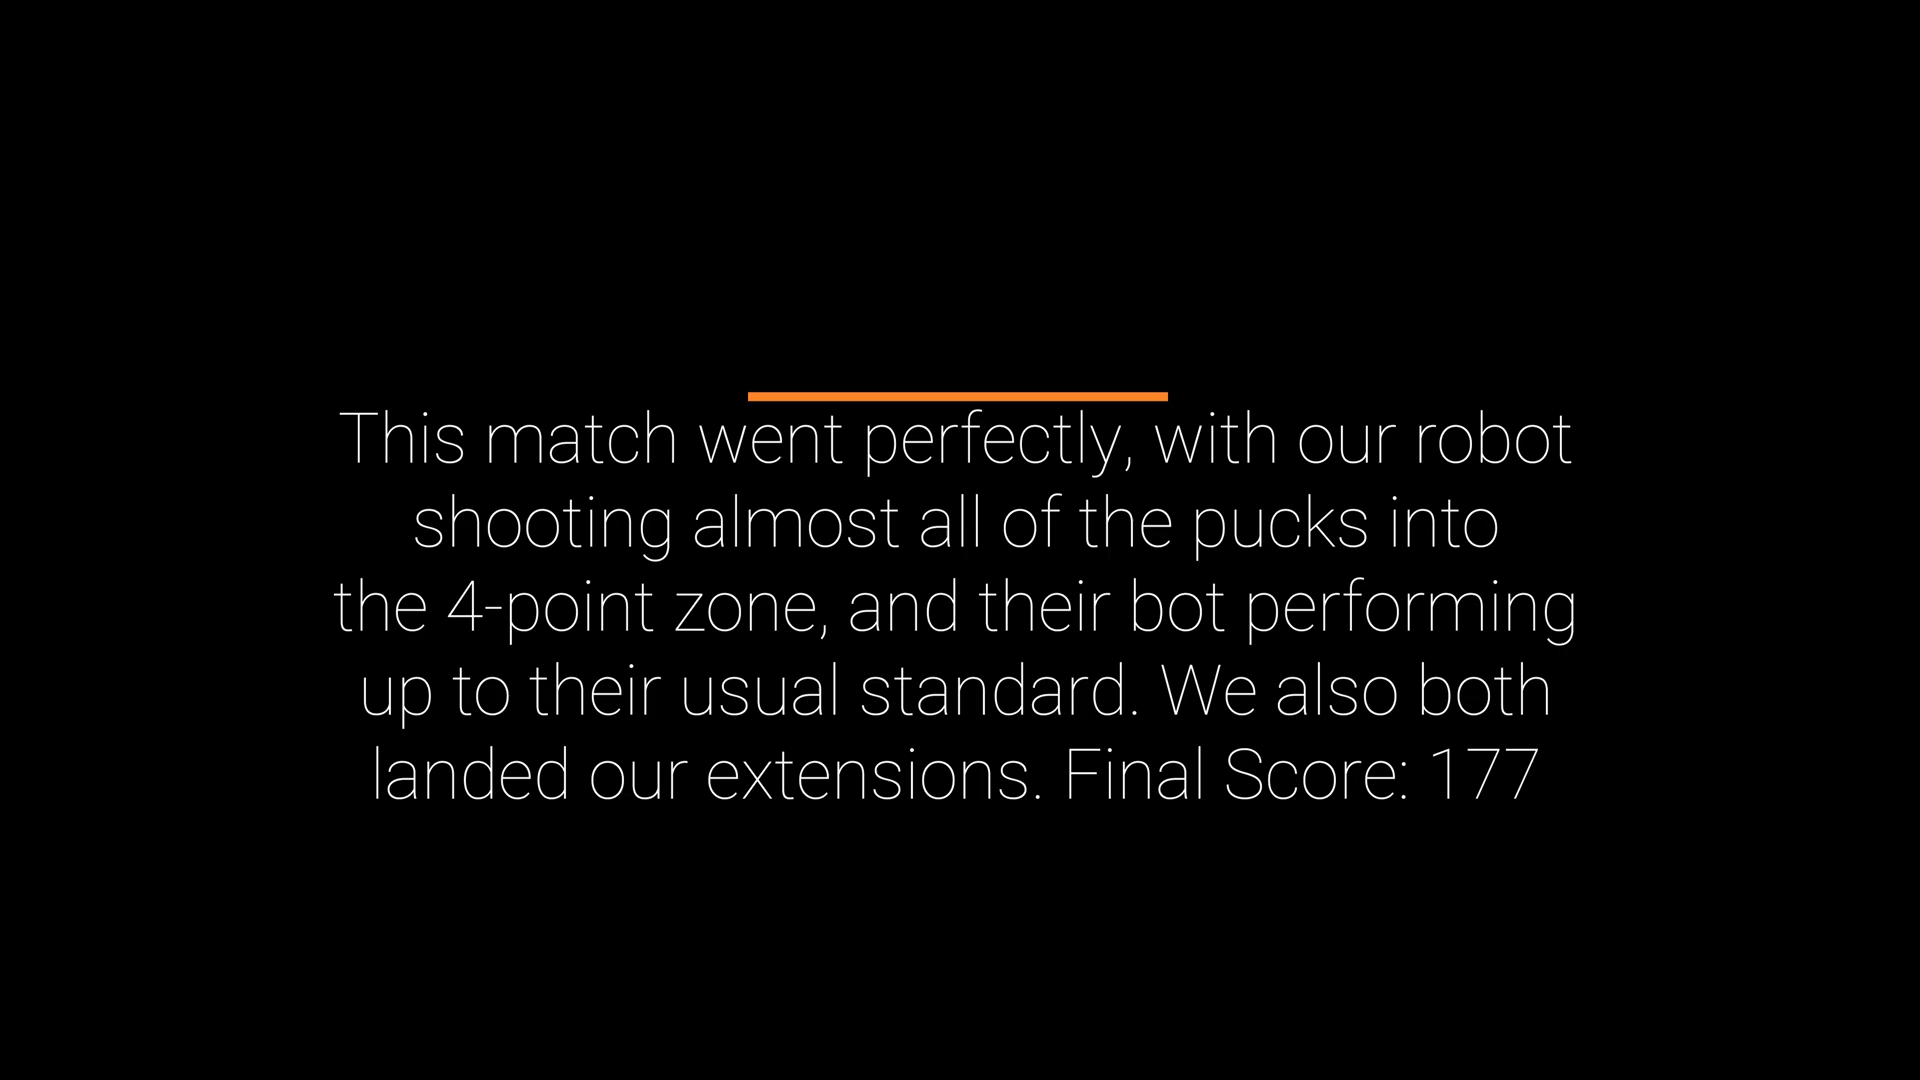 This match went perfectly, with our robot
shooting almost all of the pucks into
the 4-point zone, and their bot performing
up to their usual standard. We also both
landed our extensions. Final Score: 177